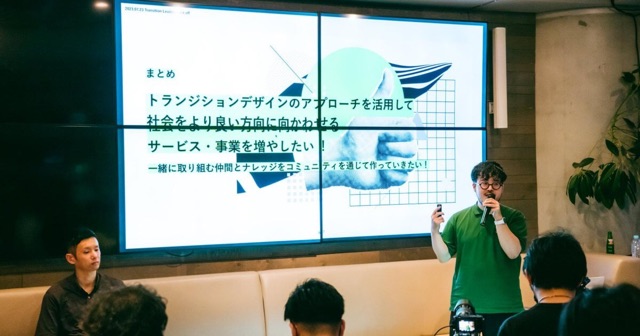 まとめ
トランジションデザインのアプローチを活用して
社会をより良い方向に向かわせる
サービス・事業を増やしたい！
一緒に取り組む仲間とナレッジをコミュニティを通じて作っていきたい！